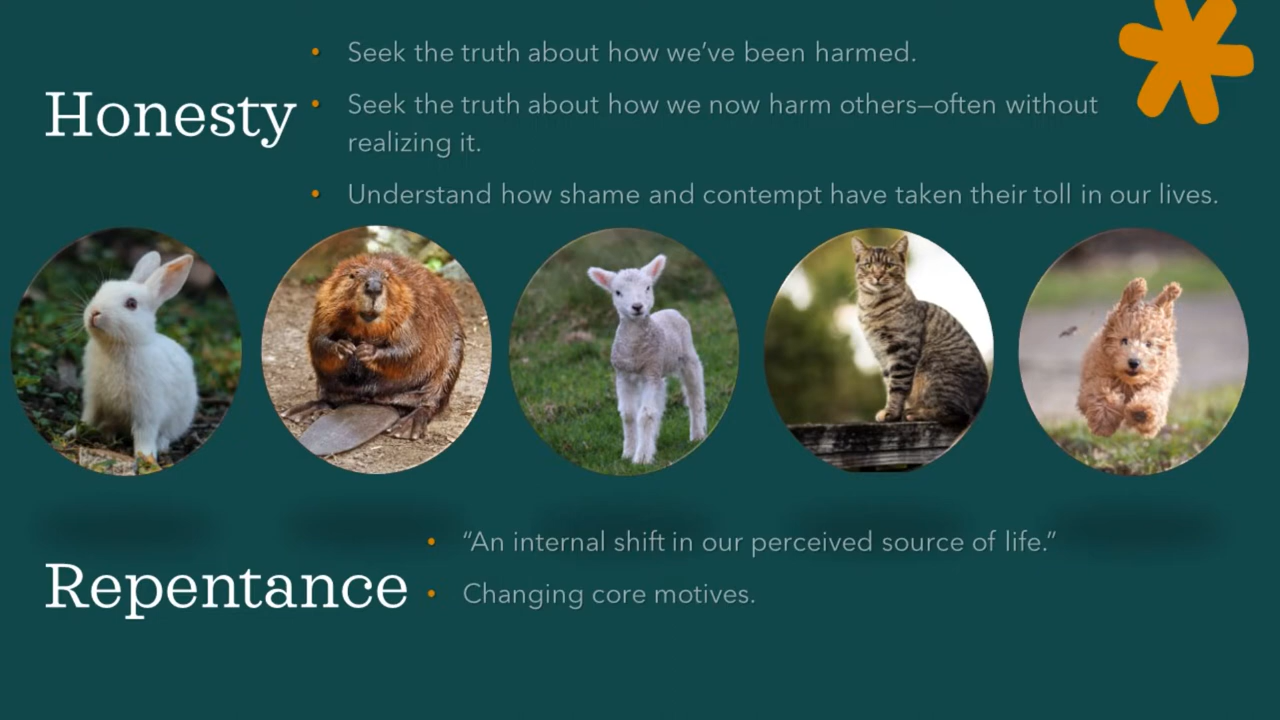 Honesty
• Seek the truth about how we’ve been harmed.
• Seek the truth about how we now harm others—often without
realizing it.
• Understand how shame and contempt have taken their toll in our lives.
Repentance
• “An internal shift in our perceived source of life.”
• Changing core motives.